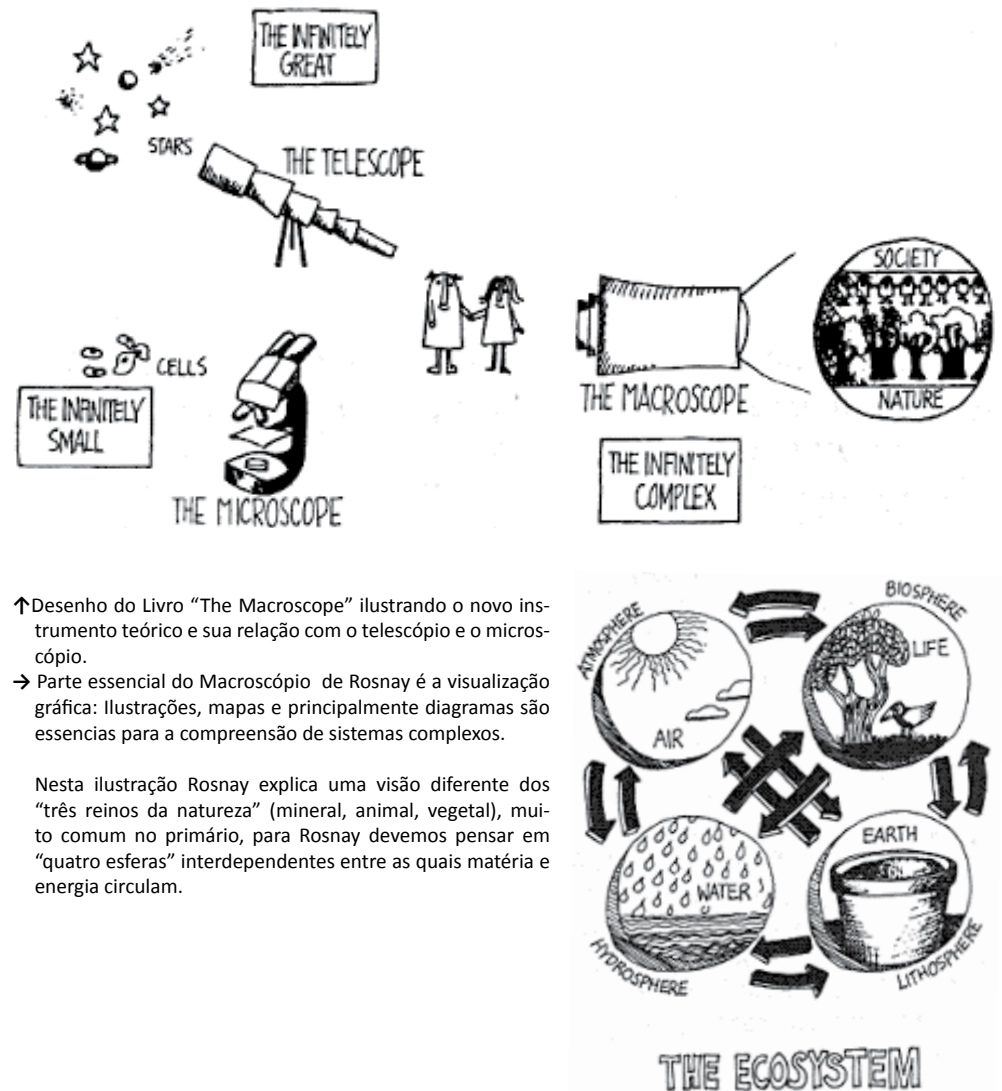 THE INFINITELY
GREAT
STARS
THE TELESCOPE
CELLS
THE INFINITELY
SMALL
THE MICROSCOPE
SOCIETY
NATURE
THE MACROSCOPE
THE INFINITELY
COMPLEX
↑Desenho do Livro “The Macroscope” ilustrando o novo ins-
trumento teórico e sua relação com o telescópio e o micros-
cópio.
→ Parte essencial do Macroscópio de Rosnay é a visualização
gráfica: Ilustrações, mapas e principalmente diagramas são
essencias para a compreensão de sistemas complexos.
Nesta ilustração Rosnay explica uma visão diferente dos
“três reinos da natureza” (mineral, animal, vegetal), mui-
to comum no primário, para Rosnay devemos pensar em
“quatro esferas” interdependentes entre as quais matéria e
energia circulam.
ATMOSPHERE
AIR
BIOSPHERE
LIFE
HYDROSPHERE
WATER
EARTH
LITHOSPHERE
THE ECOSYSTEM